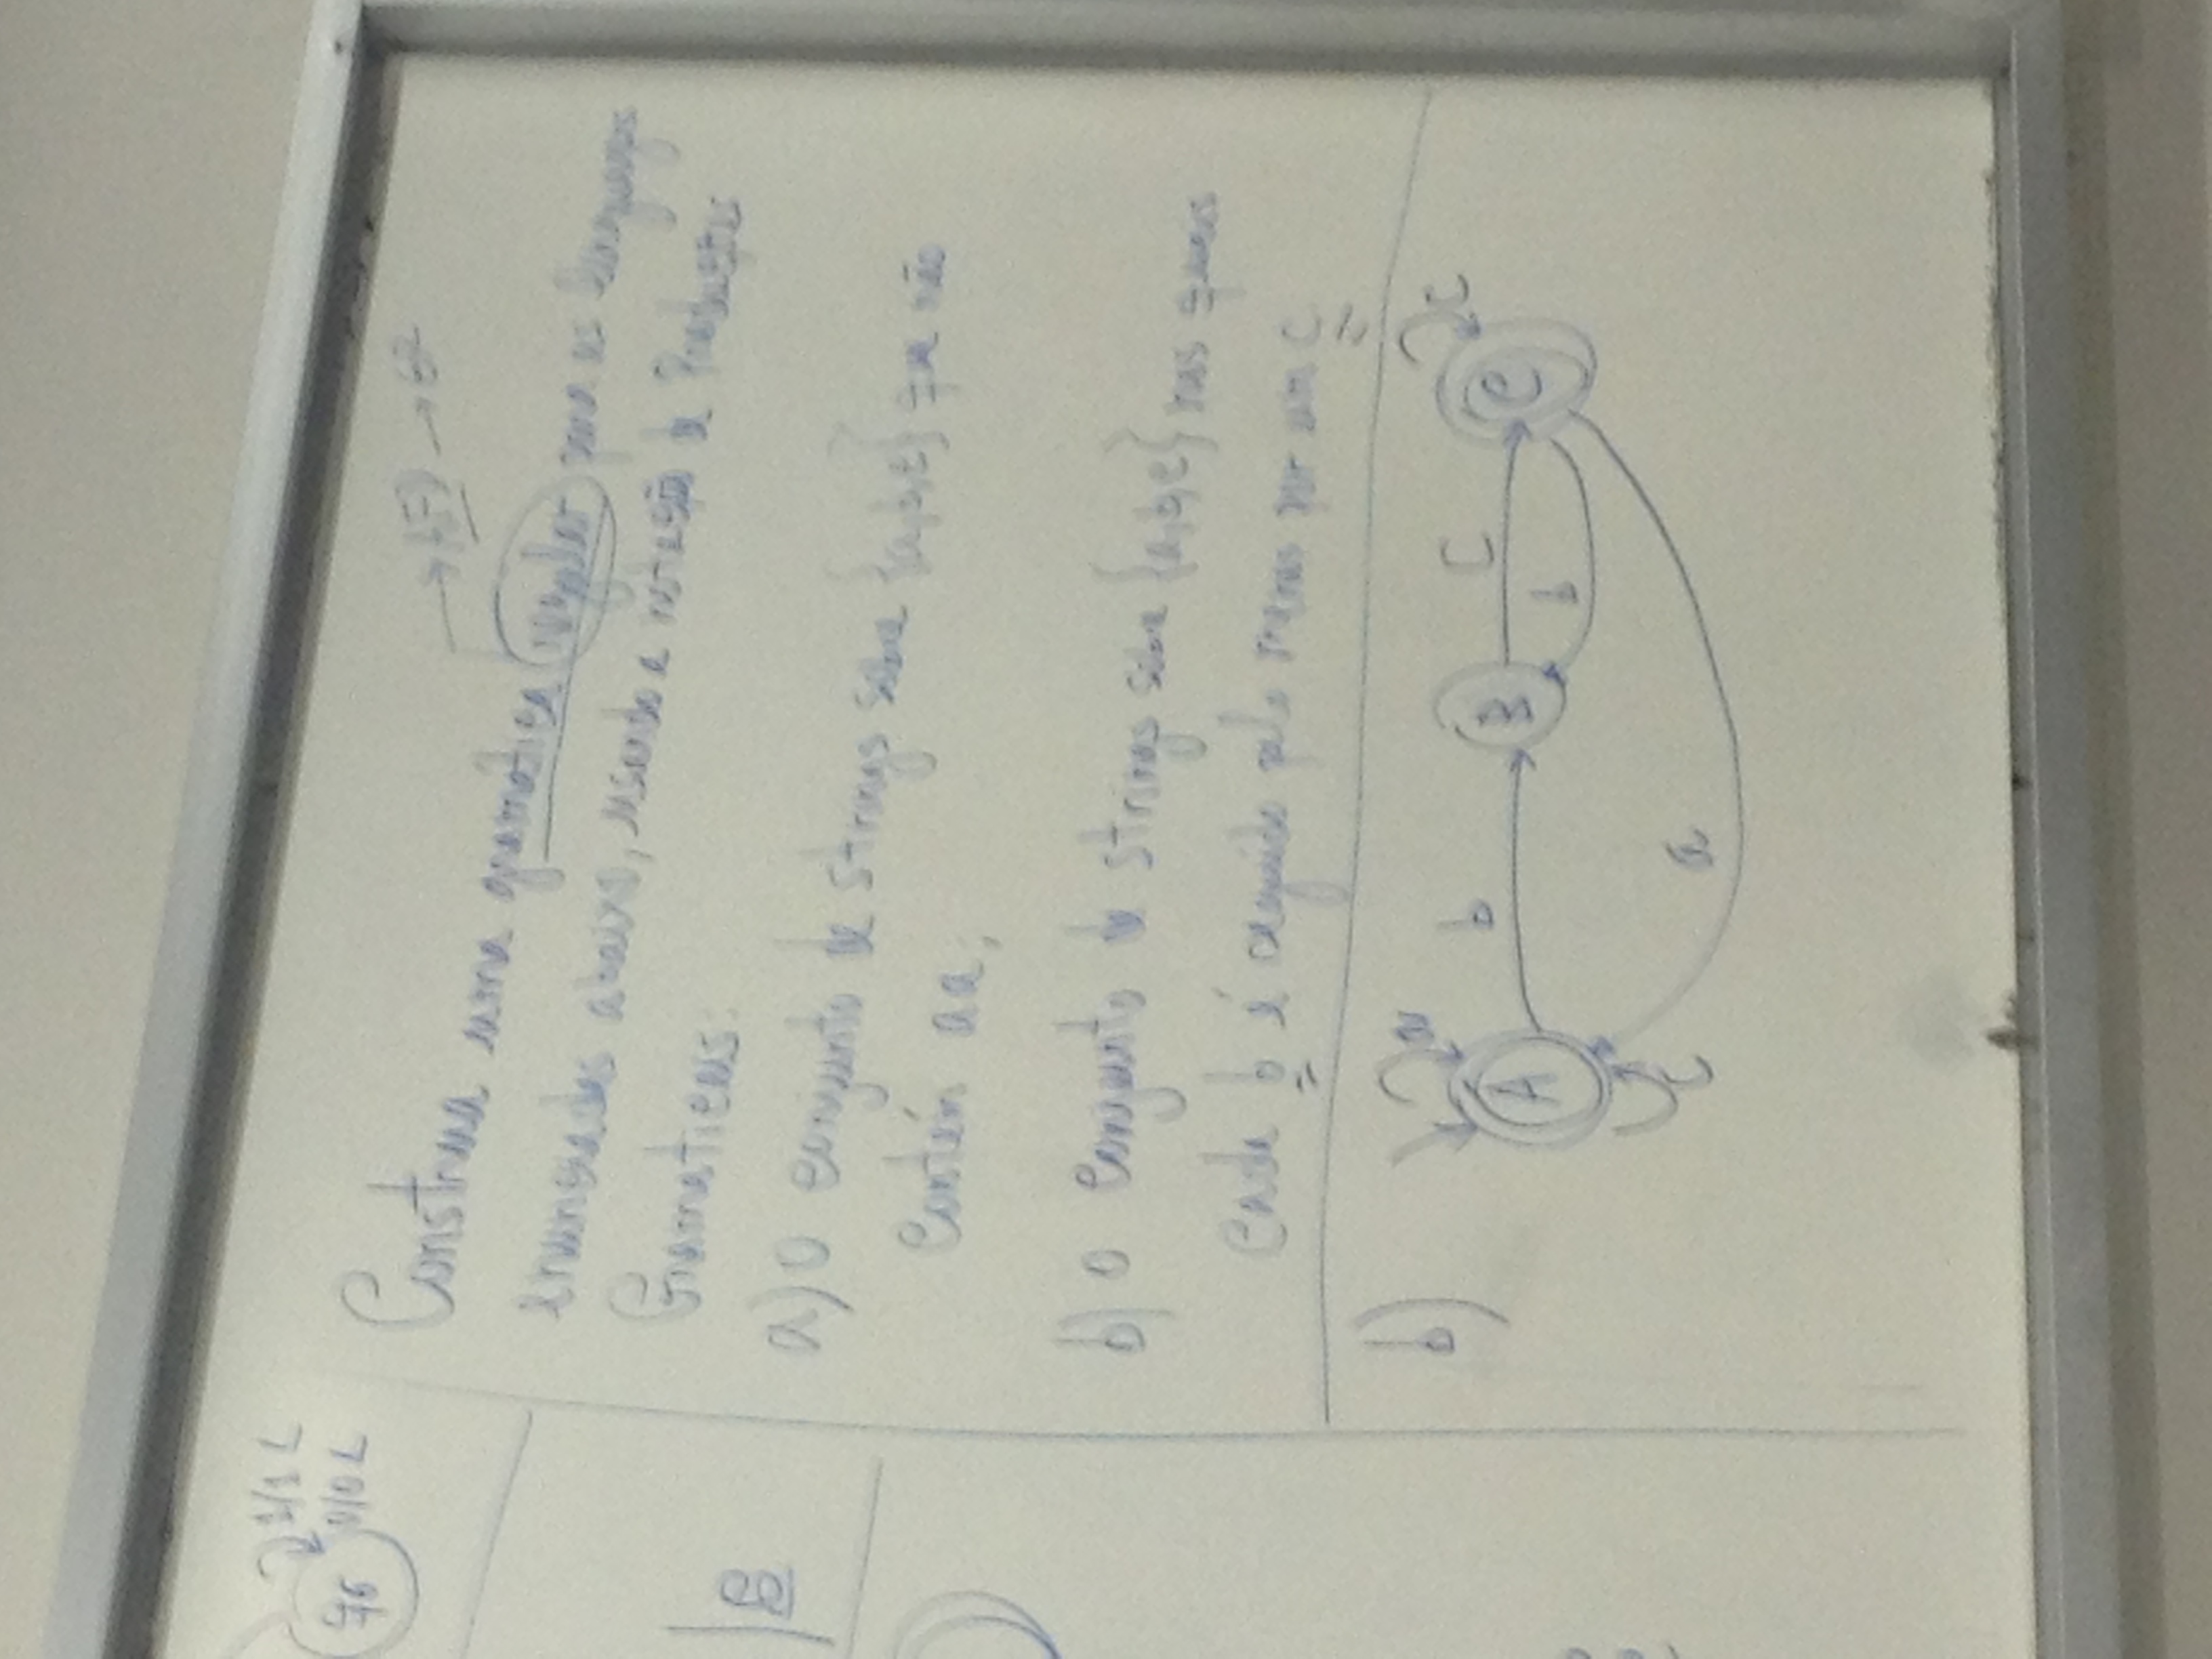 1/1 L
q6
0/0 L
B
→ AFD → GR
Construa uma gramática regular para as linguagens
enumeradas abaixo, usando a notação de Produções
Gramaticais:
a) O conjunto de strings sobre {a,b,c} que não
contém aa;
b) O conjunto de strings sobre {a,b,c} nas quais
cada b é seguido pelo menos por um c
b)
a
c
b
C
A
B
C
b
c
a